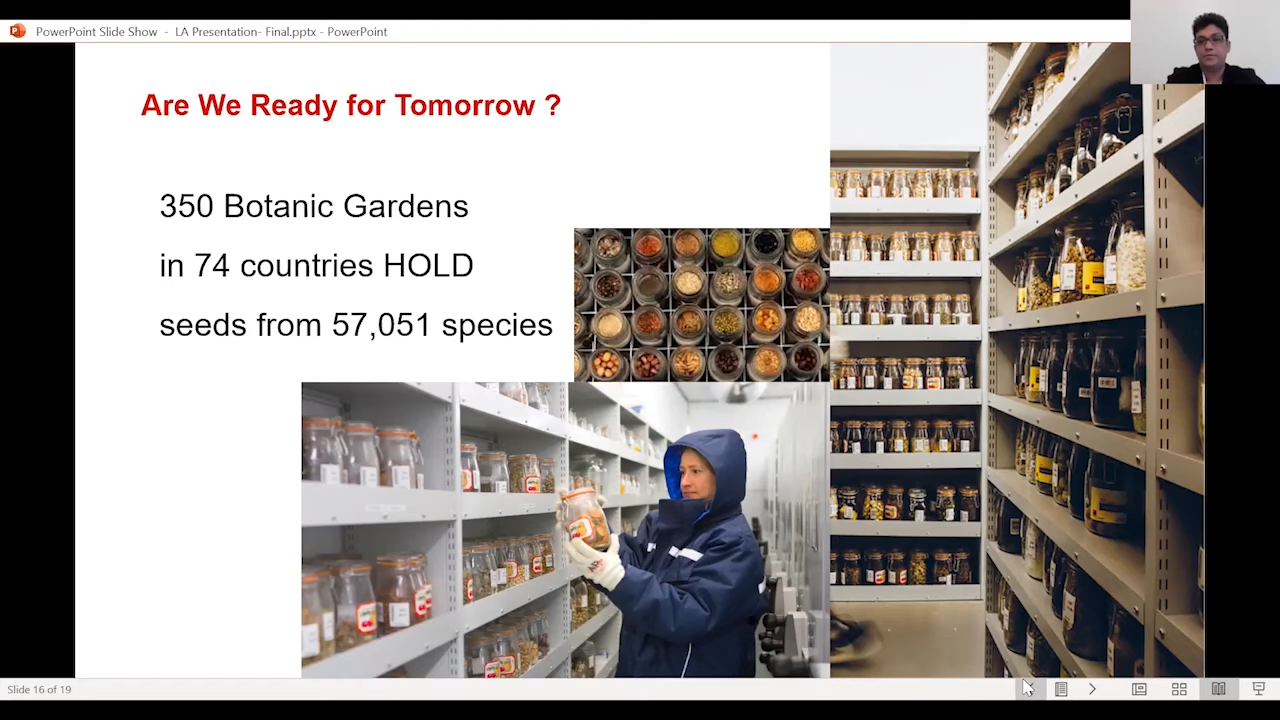 PowerPoint Slide Show - LA Presentation- Final.pptx - PowerPoint
Are We Ready for Tomorrow ?
350 Botanic Gardens
in 74 countries HOLD
seeds from 57,051 species
Slide 16 of 19